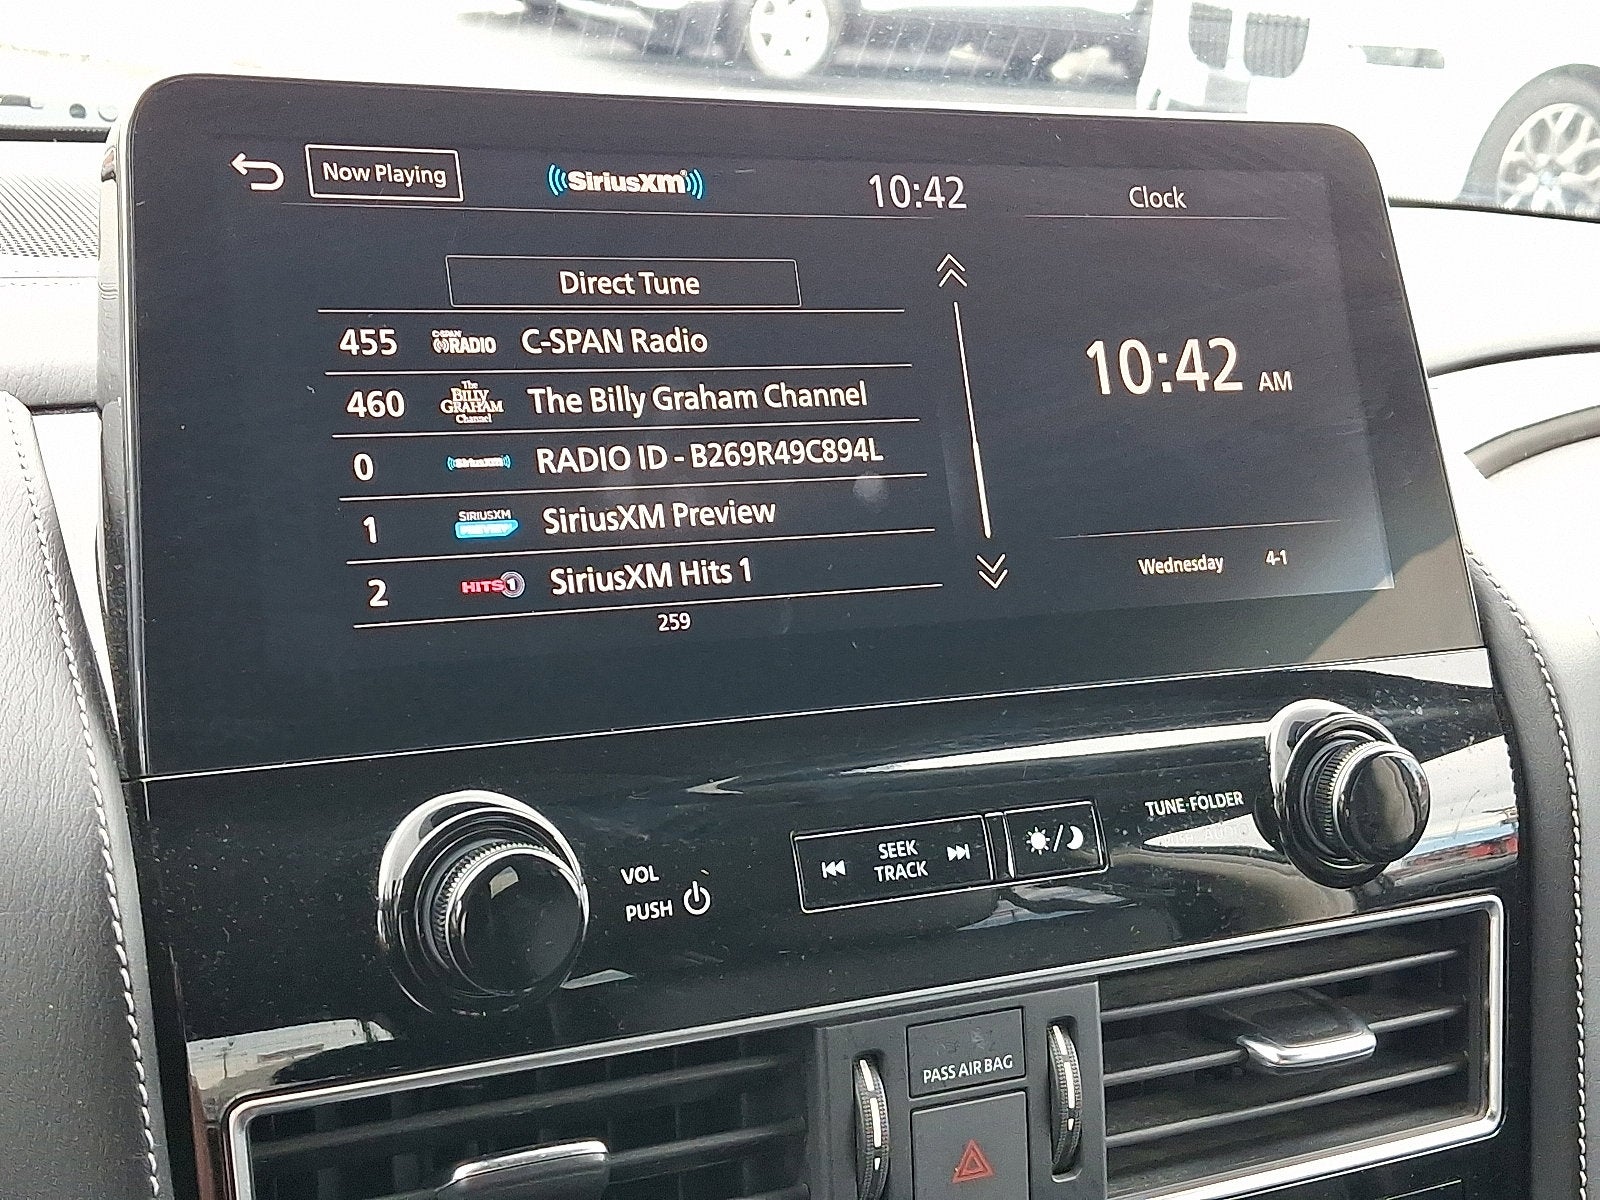 Now Playing
SiriusXM
10:42
Clock
Direct Tune
455 C-SPAN RADIO C-SPAN Radio
460 The BILLY GRAHAM Channel The Billy Graham Channel
0 SiriusXM RADIO ID - B269R49C894L
1 SIRIUSXM PREVIEW SiriusXM Preview
2 HITS 1 SiriusXM Hits 1
259
10:42 AM
Wednesday 4-1
VOL
PUSH
SEEK
TRACK
TUNE·FOLDER
PASS AIR BAG